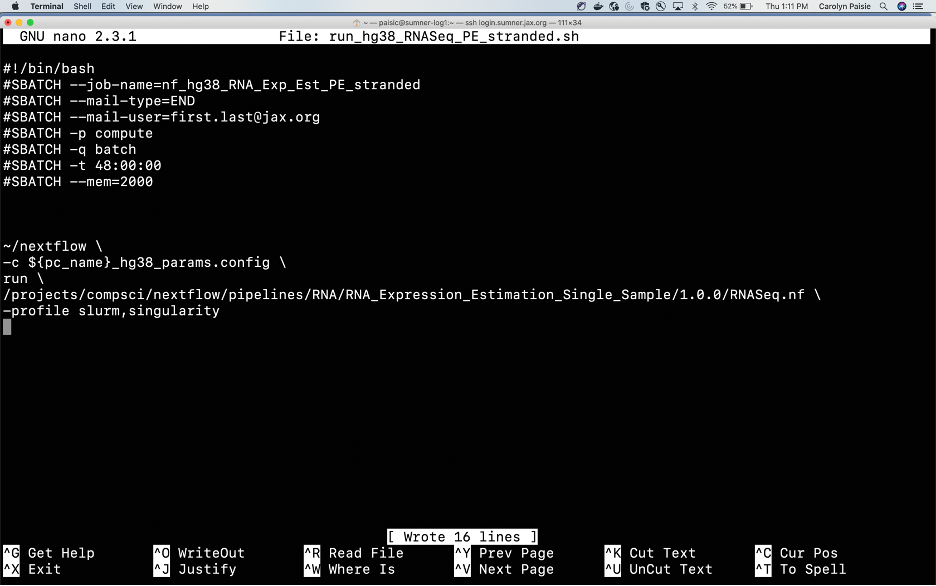 Terminal Shell Edit View Window Help 62% Thu 1:11 PM Carolyn Paisie
~ — paisic@sumner-log1:~ — ssh login.sumner.jax.org — 111×34
GNU nano 2.3.1 File: run_hg38_RNASeq_PE_stranded.sh
#!/bin/bash
#SBATCH --job-name=nf_hg38_RNA_Exp_Est_PE_stranded
#SBATCH --mail-type=END
#SBATCH --mail-user=first.last@jax.org
#SBATCH -p compute
#SBATCH -q batch
#SBATCH -t 48:00:00
#SBATCH --mem=2000
~/nextflow \
-c ${pc_name}_hg38_params.config \
run \
/projects/compsci/nextflow/pipelines/RNA/RNA_Expression_Estimation_Single_Sample/1.0.0/RNASeq.nf \
-profile slurm,singularity
[ Wrote 16 lines ]
^G Get Help ^O WriteOut ^R Read File ^Y Prev Page ^K Cut Text ^C Cur Pos
^X Exit ^J Justify ^W Where Is ^V Next Page ^U UnCut Text ^T To Spell